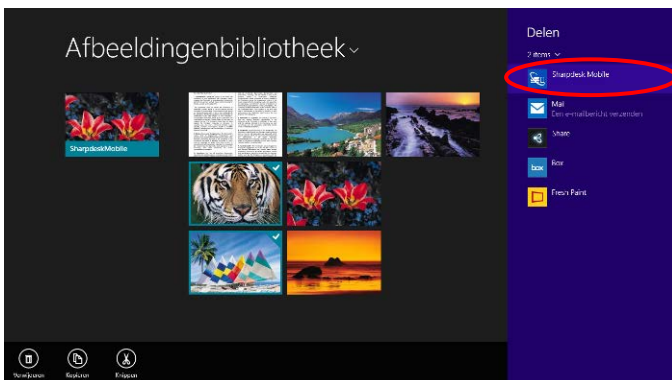 Afbeeldingenbibliotheek
SharpdeskMobile
Verwijderen
Kopiëren
Knippen
Delen
2 items
Sharpdesk Mobile
Mail
Een e-mailbericht verzenden
Share
box
Box
Fresh Paint